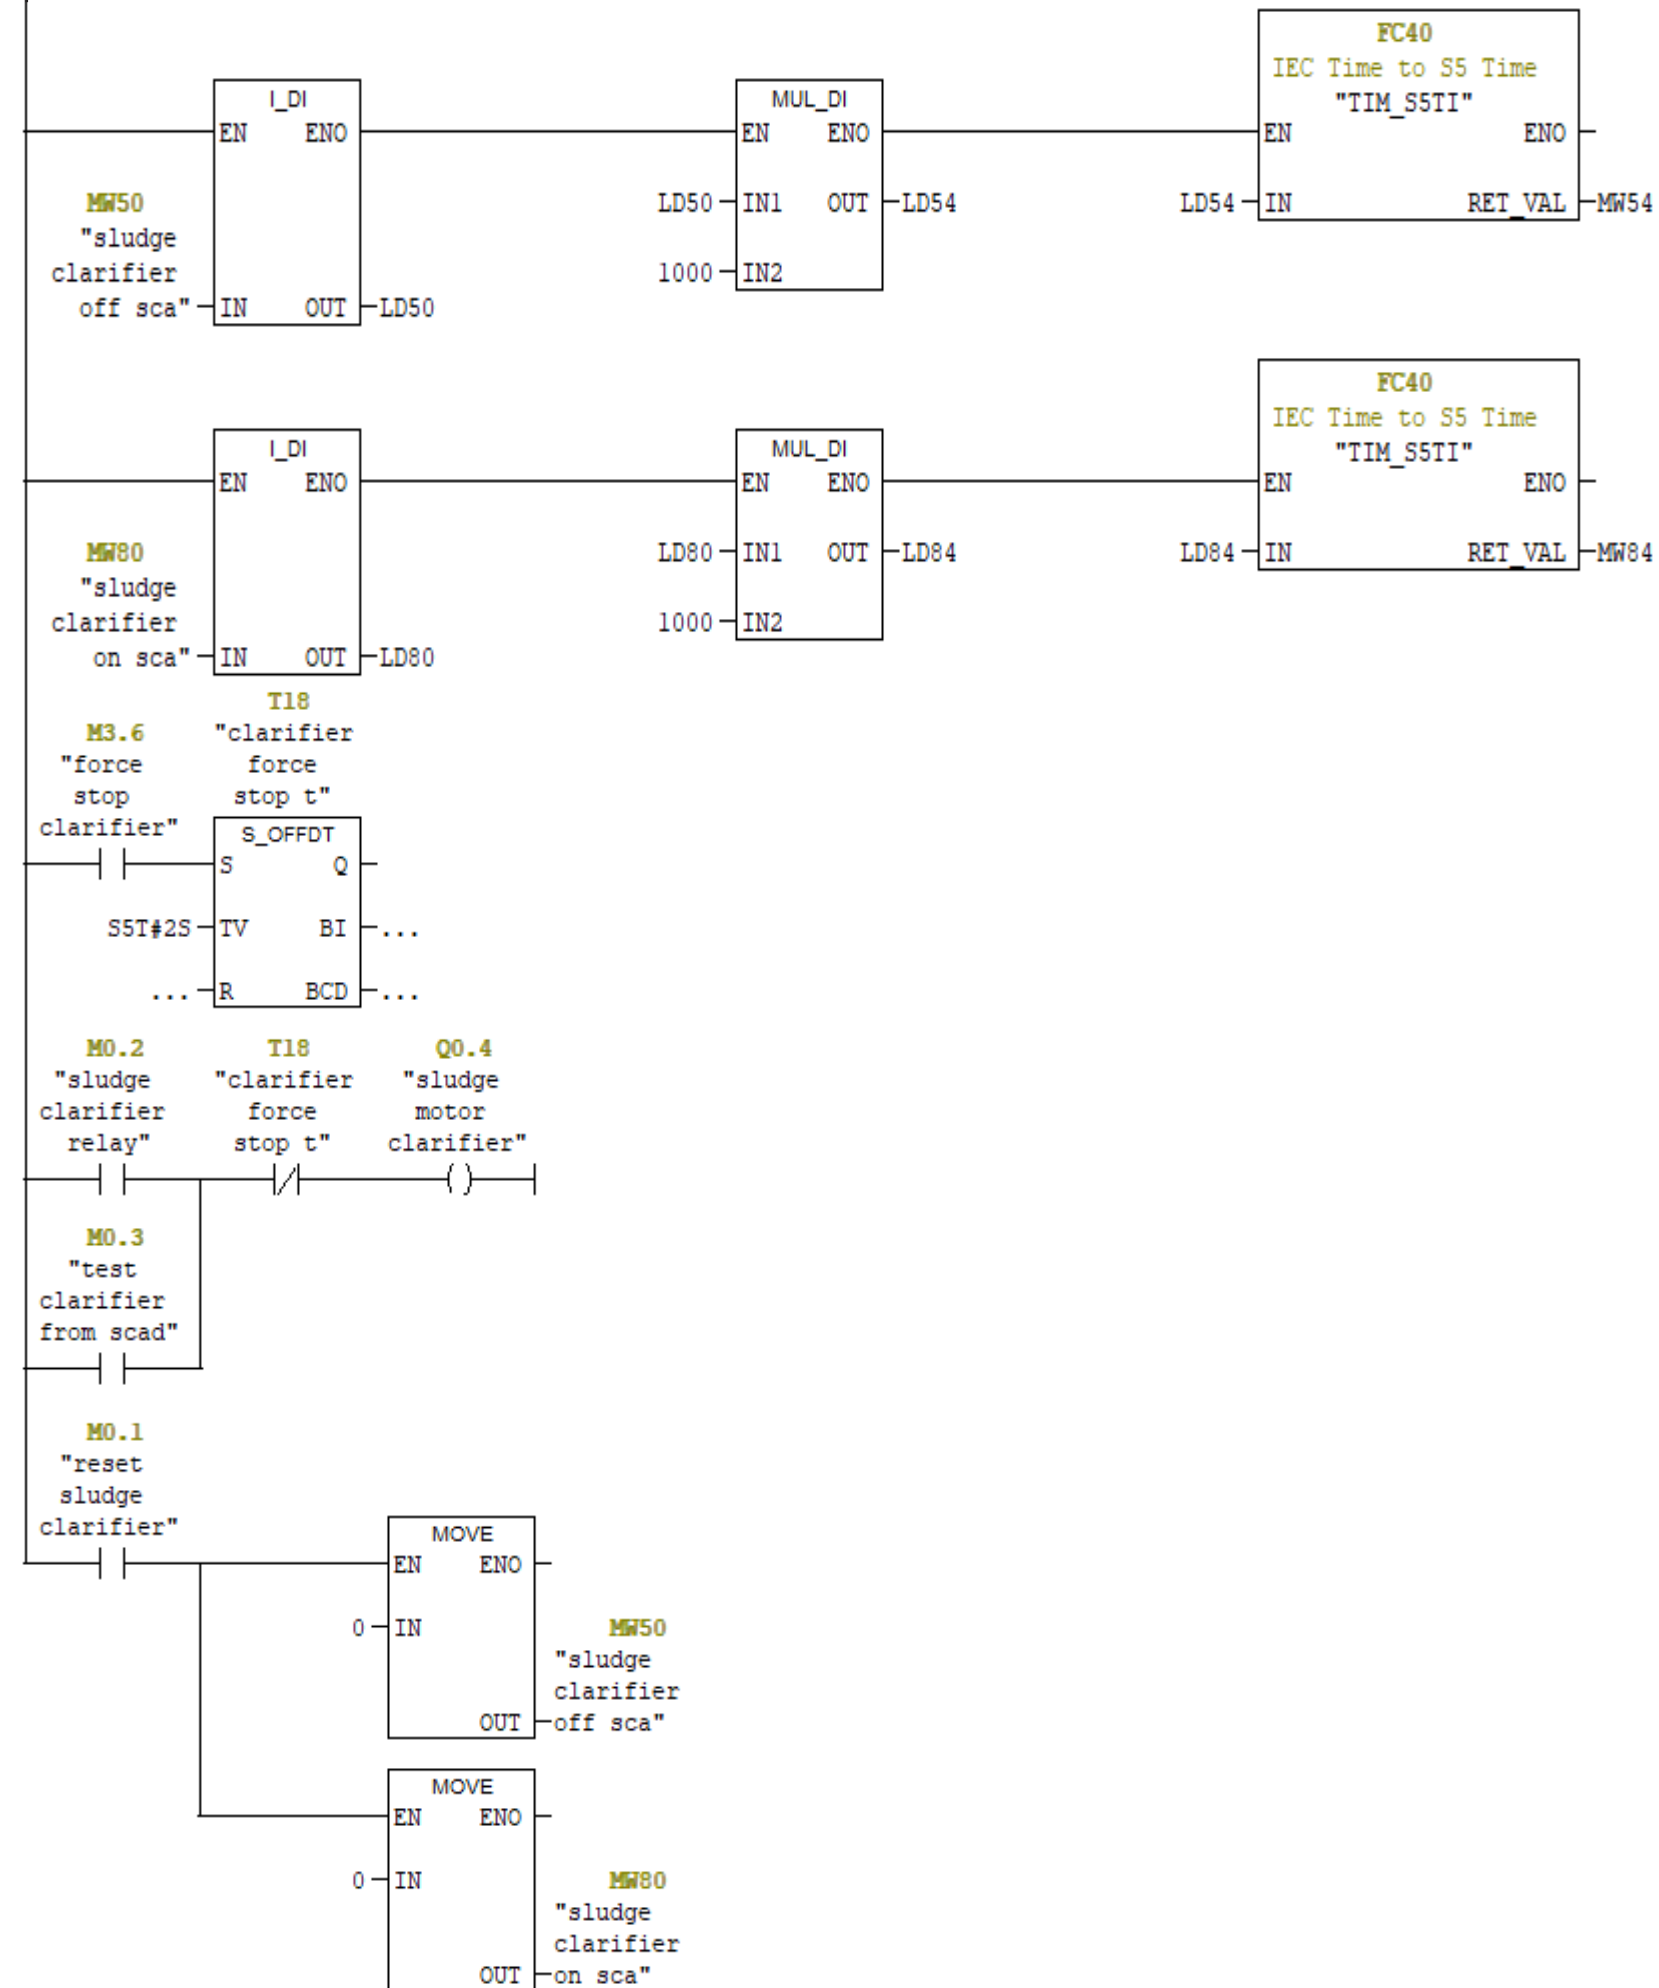 FC40
IEC Time to S5 Time
"TIM_S5TI"
I_DI
MUL_DI
EN ENO
EN ENO
EN ENO
MW50
"sludge
clarifier
off sca"
IN OUT
LD50
LD50
IN1 OUT
LD54
1000
IN2
LD54
IN RET_VAL
MW54
FC40
IEC Time to S5 Time
"TIM_S5TI"
I_DI
MUL_DI
EN ENO
EN ENO
EN ENO
MW80
"sludge
clarifier
on sca"
IN OUT
LD80
LD80
IN1 OUT
LD84
1000
IN2
LD84
IN RET_VAL
MW84
M3.6
"force
stop
clarifier"
T18
"clarifier
force
stop t"
S_OFFDT
S Q
S5T#2S
TV BI
...
...
R BCD
...
M0.2
"sludge
clarifier
relay"
T18
"clarifier
force
stop t"
Q0.4
"sludge
motor
clarifier"
M0.3
"test
clarifier
from scad"
M0.1
"reset
sludge
clarifier"
MOVE
EN ENO
0
IN
OUT
MW50
"sludge
clarifier
off sca"
MOVE
EN ENO
0
IN
OUT
MW80
"sludge
clarifier
on sca"